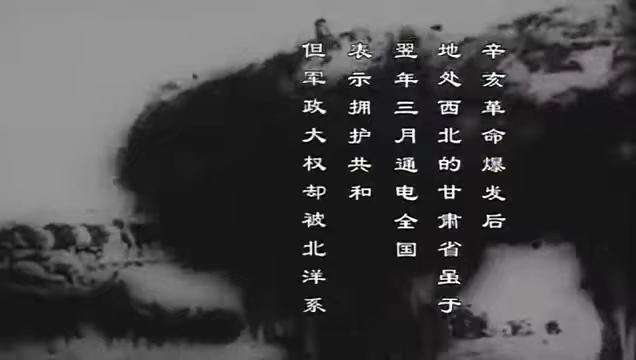 辛亥革命爆发后
地处西北的甘肃省虽于
翌年三月通电全国
表示拥护共和
但军政大权却被北洋系